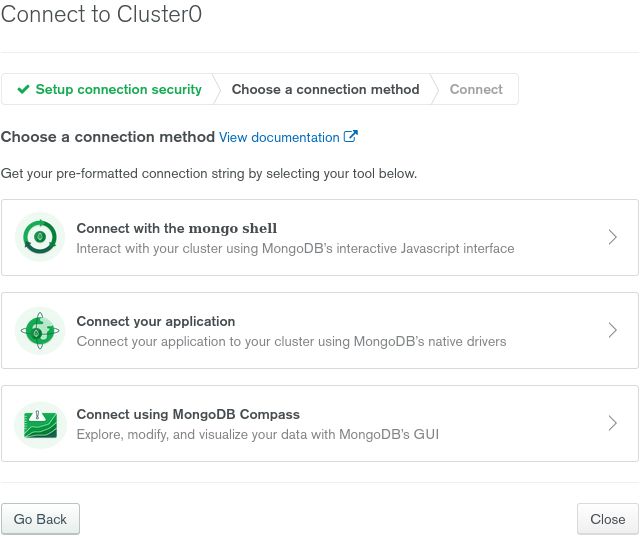 Connect to Cluster0
Setup connection security
Choose a connection method
Connect
Choose a connection method View documentation
Get your pre-formatted connection string by selecting your tool below.
Connect with the mongo shell
Interact with your cluster using MongoDB's interactive Javascript interface
Connect your application
Connect your application to your cluster using MongoDB's native drivers
Connect using MongoDB Compass
Explore, modify, and visualize your data with MongoDB's GUI
Go Back
Close